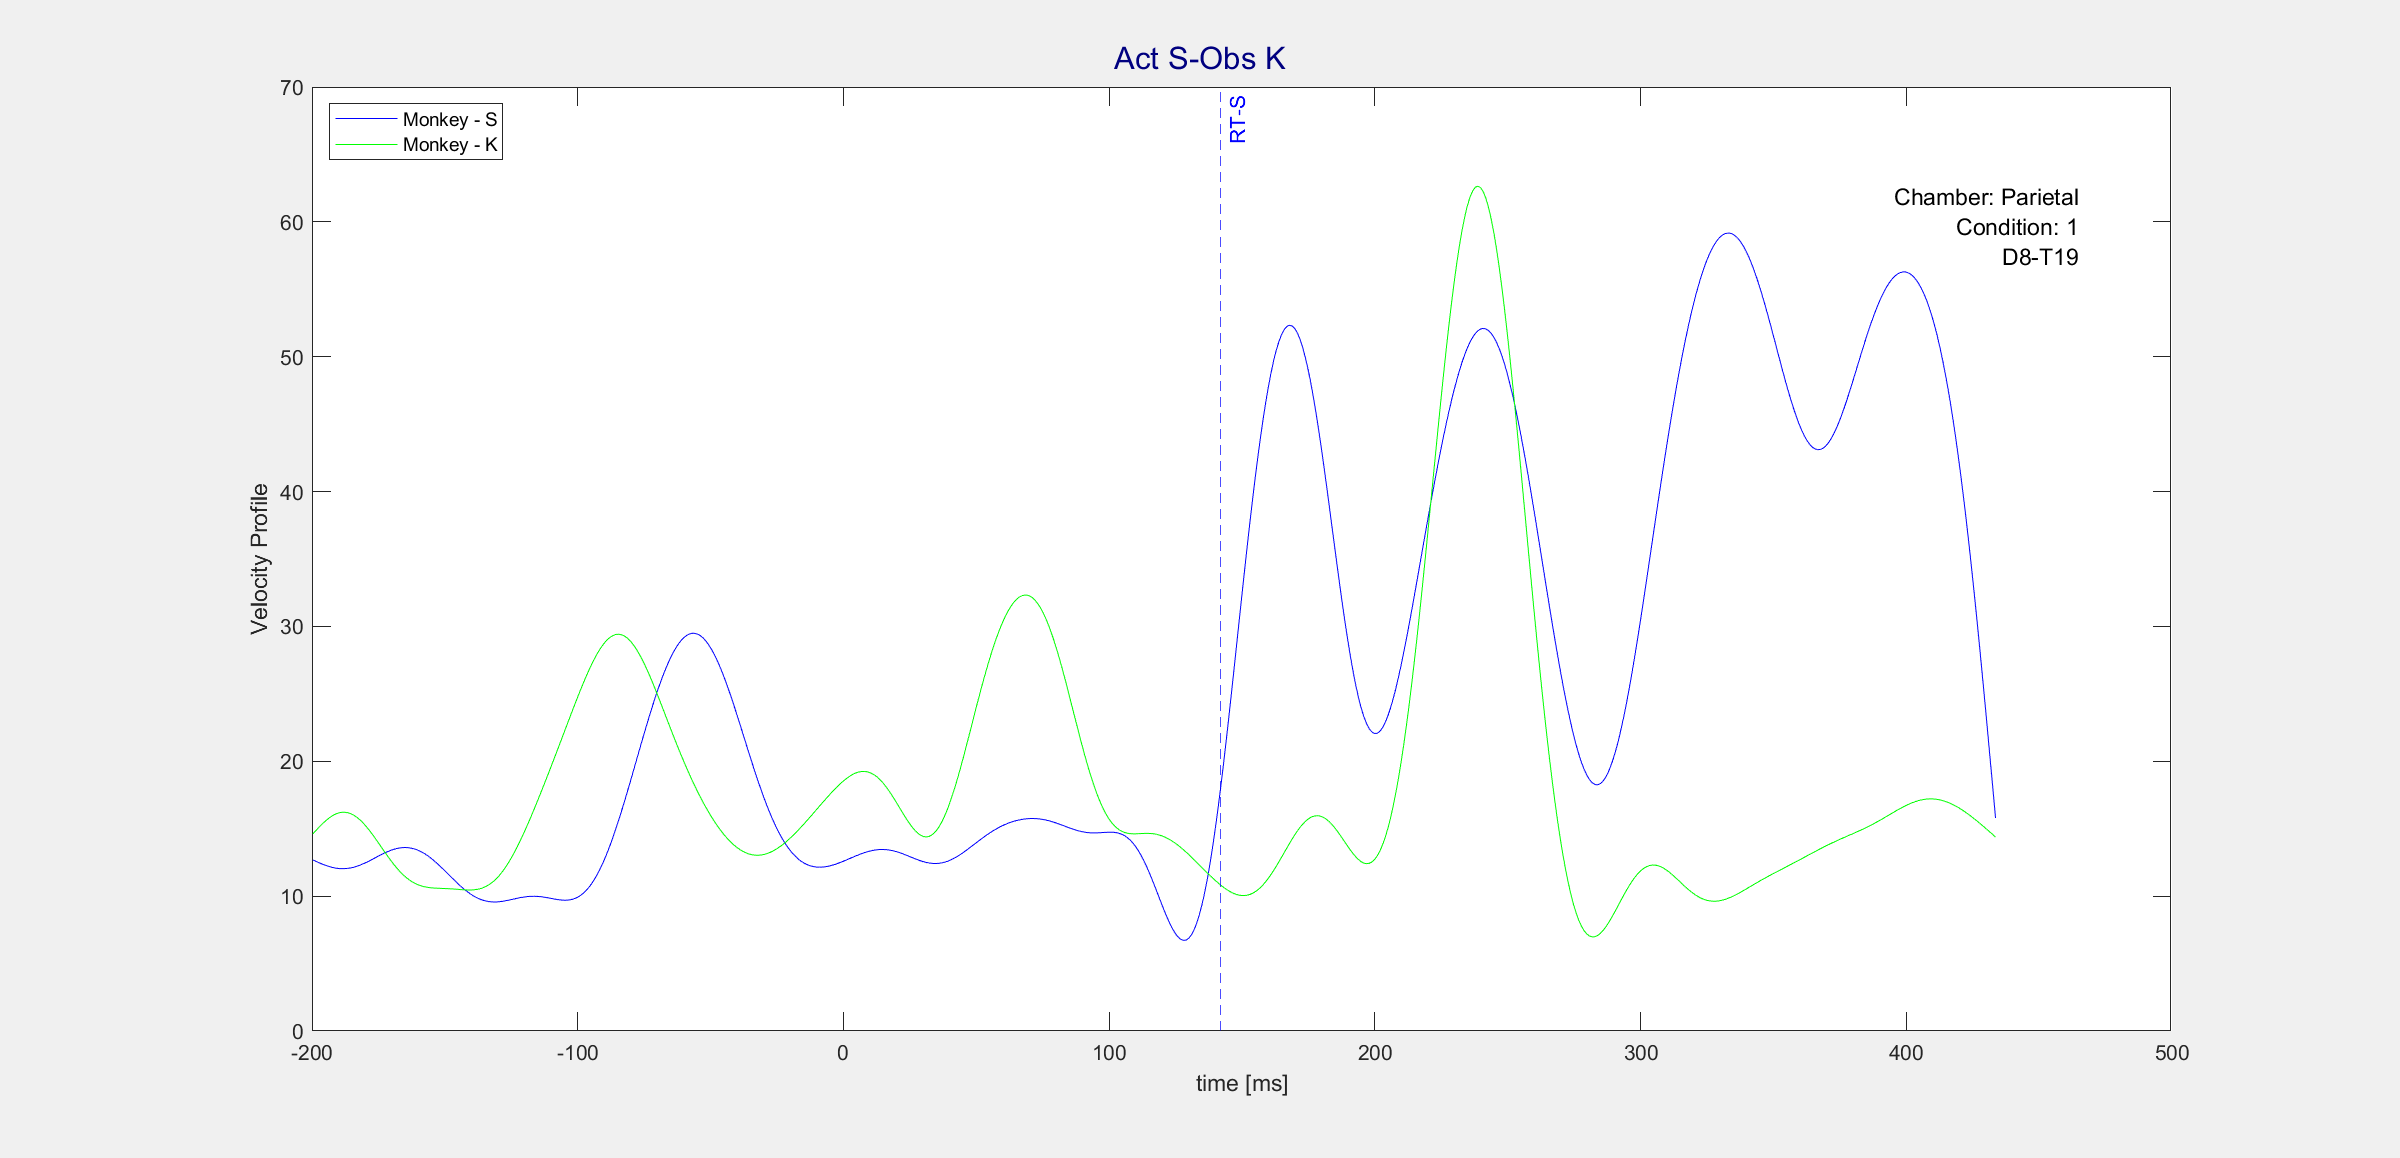 Act S-Obs K
70
60
50
40
30
20
10
0
Velocity Profile
Monkey - S
Monkey - K
RT-S
Chamber: Parietal
Condition: 1
D8-T19
-200 -100 0 100 200 300 400 500
time [ms]